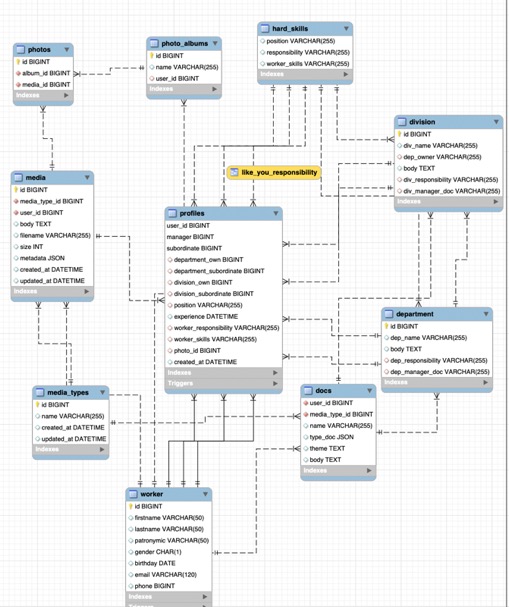 photos
id BIGINT
album_id BIGINT
media_id BIGINT
Indexes
photo_albums
id BIGINT
name VARCHAR(255)
user_id BIGINT
Indexes
hard_skills
position VARCHAR(255)
responsibility VARCHAR(255)
worker_skills VARCHAR(255)
Indexes
division
id BIGINT
div_name VARCHAR(255)
dep_owner VARCHAR(255)
body TEXT
div_responsibility VARCHAR(255)
div_manager_doc VARCHAR(255)
Indexes
like_you_responsibility
media
id BIGINT
media_type_id BIGINT
user_id BIGINT
body TEXT
filename VARCHAR(255)
size INT
metadata JSON
created_at DATETIME
updated_at DATETIME
Indexes
profiles
user_id BIGINT
manager BIGINT
subordinate BIGINT
department_own BIGINT
department_subordinate BIGINT
division_own BIGINT
division_subordinate BIGINT
position VARCHAR(255)
experience DATETIME
worker_responsibility VARCHAR(255)
worker_skills VARCHAR(255)
photo_id BIGINT
created_at DATETIME
Indexes
Triggers
department
id BIGINT
dep_name VARCHAR(255)
body TEXT
dep_responsibility VARCHAR(255)
dep_manager_doc VARCHAR(255)
Indexes
media_types
id BIGINT
name VARCHAR(255)
created_at DATETIME
updated_at DATETIME
Indexes
docs
user_id BIGINT
media_type_id BIGINT
name VARCHAR(255)
type_doc JSON
theme TEXT
body TEXT
Indexes
worker
id BIGINT
firstname VARCHAR(50)
lastname VARCHAR(50)
patronymic VARCHAR(50)
gender CHAR(1)
birthday DATE
email VARCHAR(120)
phone BIGINT
Indexes
Triggers